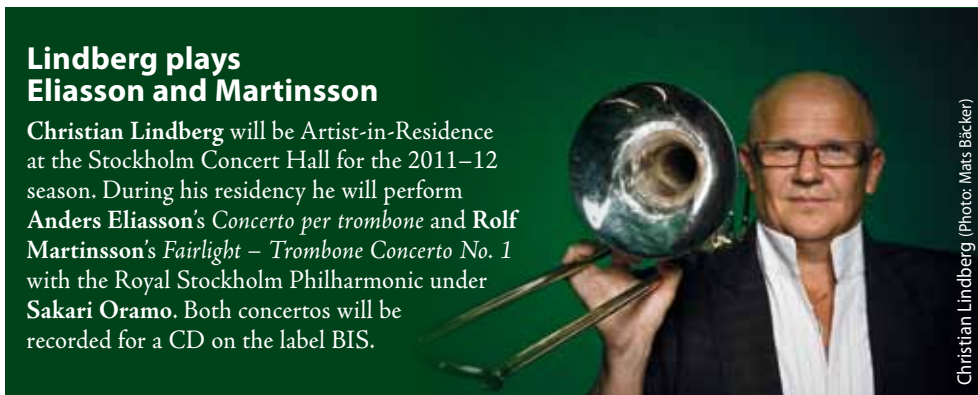 Lindberg plays
Eliasson and Martinsson
Christian Lindberg will be Artist-in-Residence
at the Stockholm Concert Hall for the 2011–12
season. During his residency he will perform
Anders Eliasson's Concerto per trombone and Rolf
Martinsson's Fairlight – Trombone Concerto No. 1
with the Royal Stockholm Philharmonic under
Sakari Oramo. Both concertos will be
recorded for a CD on the label BIS.
Christian Lindberg (Photo: Mats Bäcker)